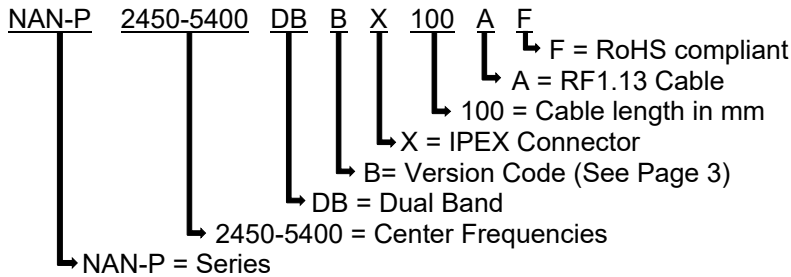 NAN-P 2450-5400 DB B X 100 A F
F = RoHS compliant
A = RF1.13 Cable
100 = Cable length in mm
X = IPEX Connector
B= Version Code (See Page 3)
DB = Dual Band
2450-5400 = Center Frequencies
NAN-P = Series